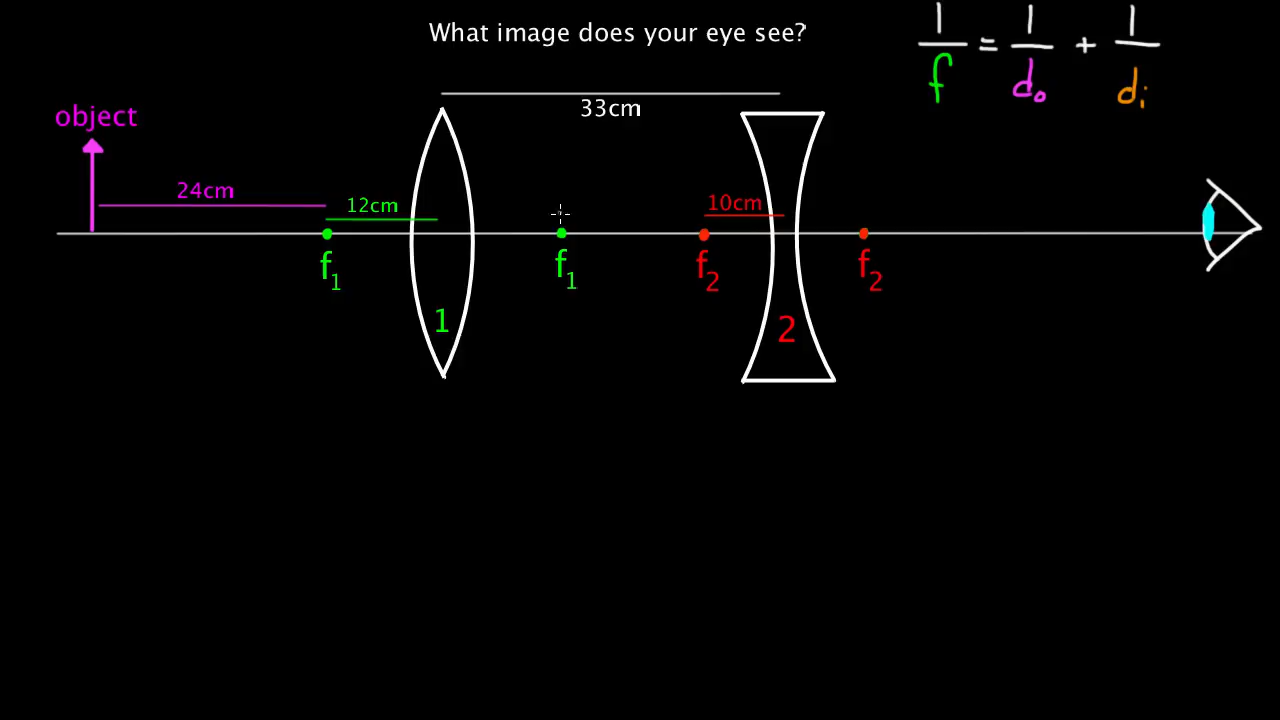 What image does your eye see?
1/f = 1/do + 1/di
33cm
object
24cm
12cm
10cm
f1
f1
f2
f2
1
2